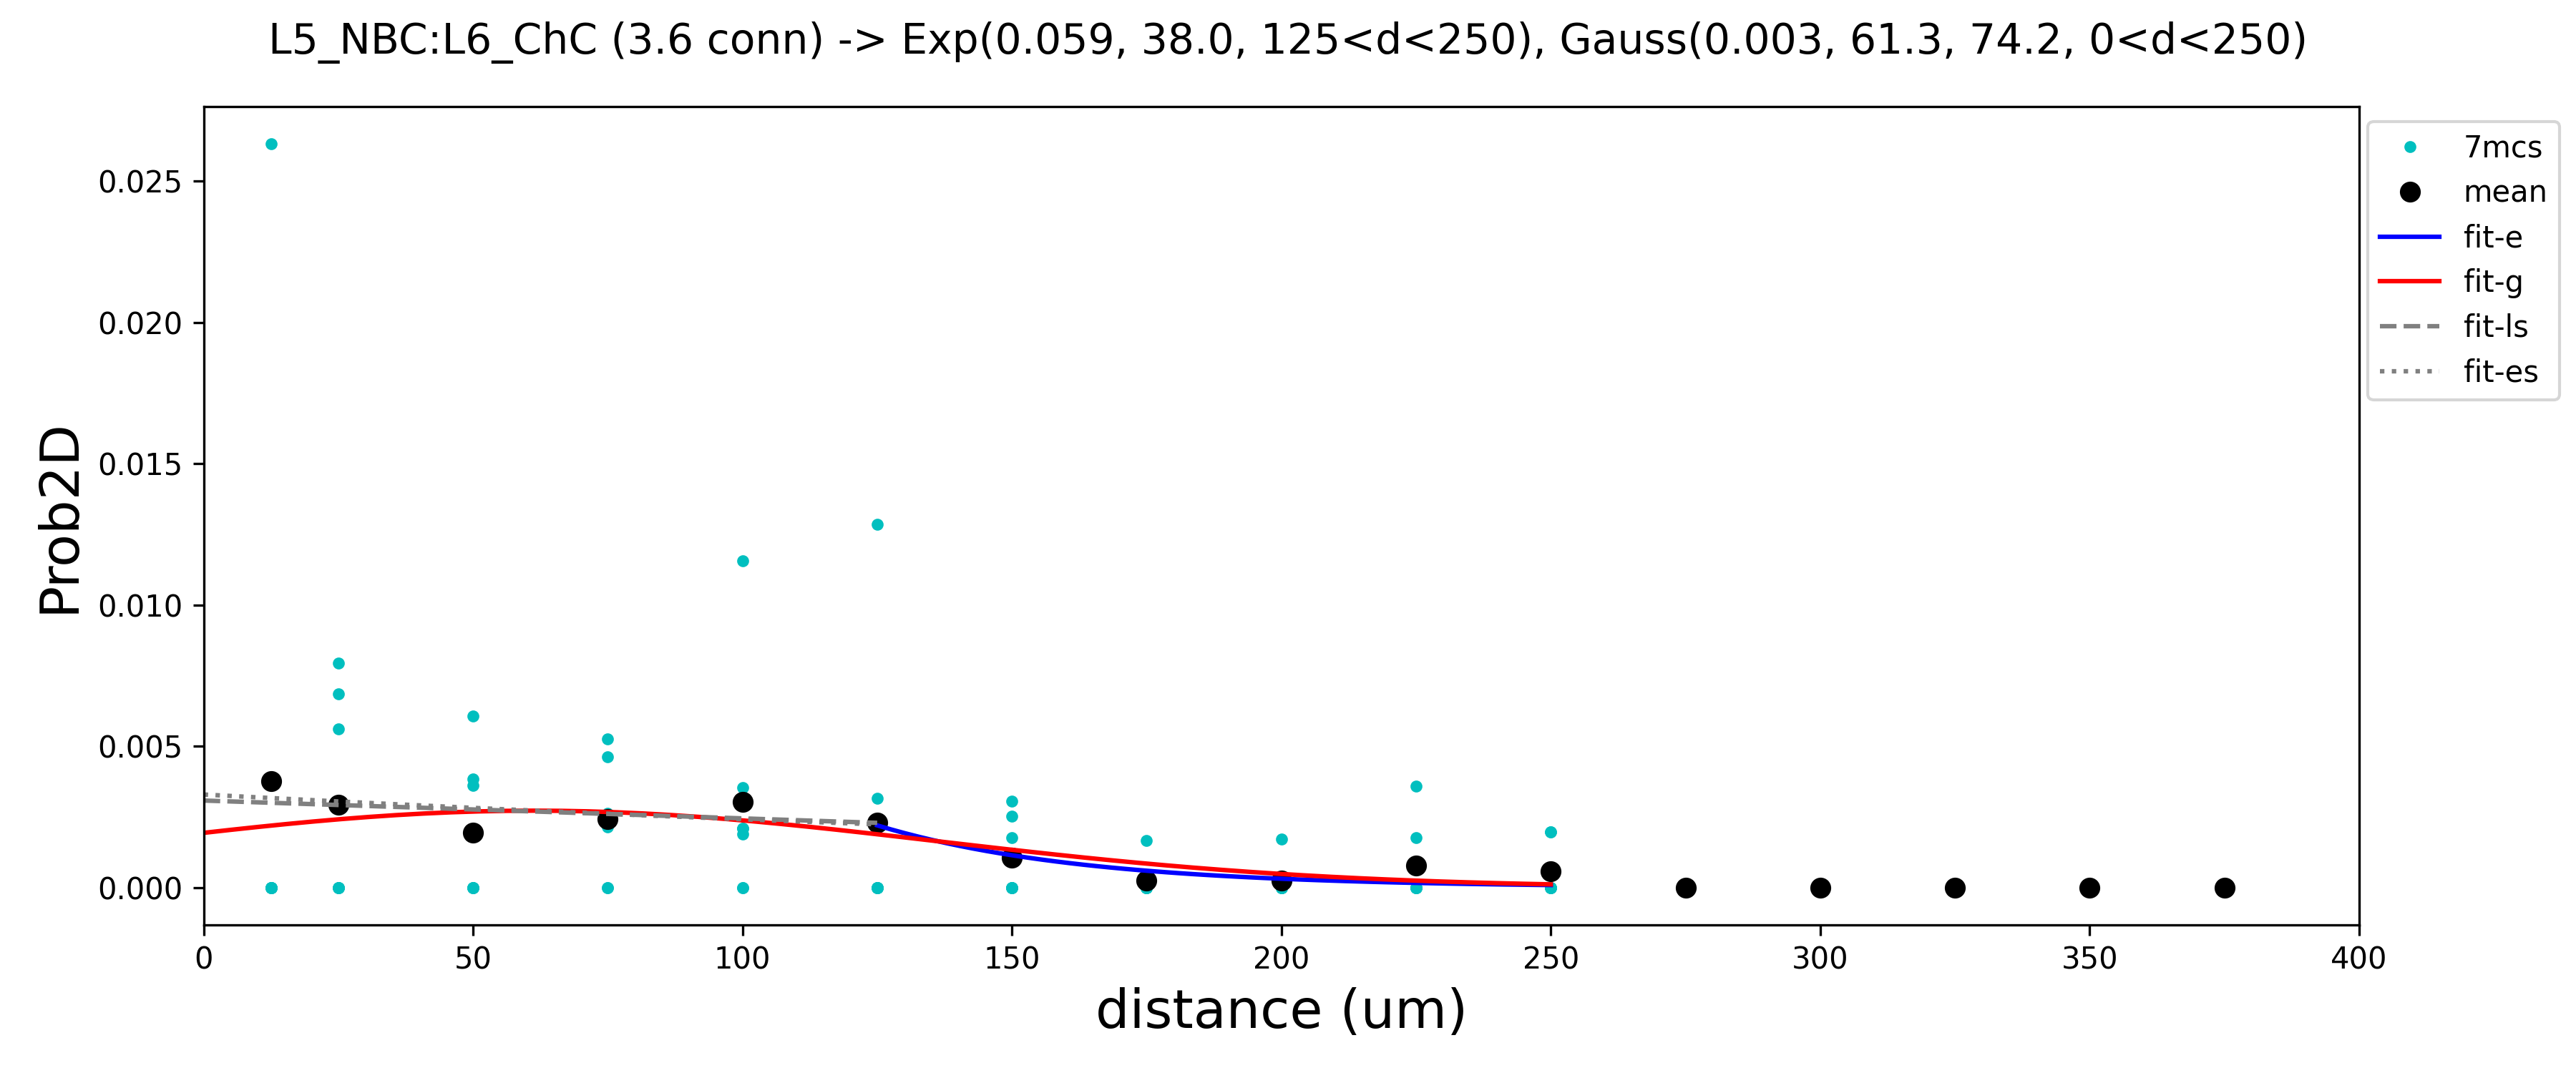 L5_NBC:L6_ChC (3.6 conn) -> Exp(0.059, 38.0, 125<d<250), Gauss(0.003, 61.3, 74.2, 0<d<250)
7mcs
mean
fit-e
fit-g
fit-ls
fit-es
Prob2D
0.025
0.020
0.015
0.010
0.005
0.000
0 50 100 150 200 250 300 350 400
distance (um)